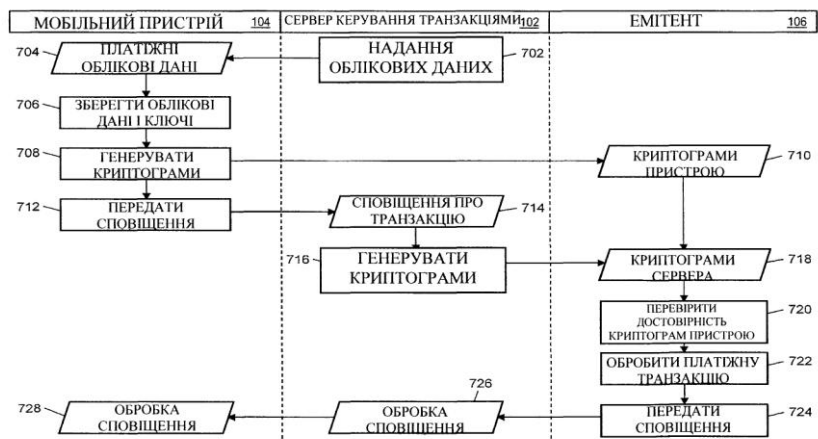 МОБІЛЬНИЙ ПРИСТРІЙ 104
СЕРВЕР КЕРУВАННЯ ТРАНЗАКЦІЯМИ 102
ЕМІТЕНТ 106
704
ПЛАТІЖНІ
ОБЛІКОВІ ДАНІ
НАДАННЯ
ОБЛІКОВИХ ДАНИХ
702
706
ЗБЕРЕГТИ ОБЛІКОВІ
ДАНІ І КЛЮЧІ
708
ГЕНЕРУВАТИ
КРИПТОГРАМИ
КРИПТОГРАМИ
ПРИСТРОЮ
710
712
ПЕРЕДАТИ
СПОВІЩЕННЯ
СПОВІЩЕННЯ ПРО
ТРАНЗАКЦІЮ
714
716
ГЕНЕРУВАТИ
КРИПТОГРАМИ
КРИПТОГРАМИ
СЕРВЕРА
718
ПЕРЕВІРИТИ
ДОСТОВІРНІСТЬ
КРИПТОГРАМ ПРИСТРОЮ
720
ОБРОБИТИ ПЛАТІЖНУ
ТРАНЗАКЦІЮ
722
728
ОБРОБКА
СПОВІЩЕННЯ
726
ОБРОБКА
СПОВІЩЕННЯ
ПЕРЕДАТИ
СПОВІЩЕННЯ
724